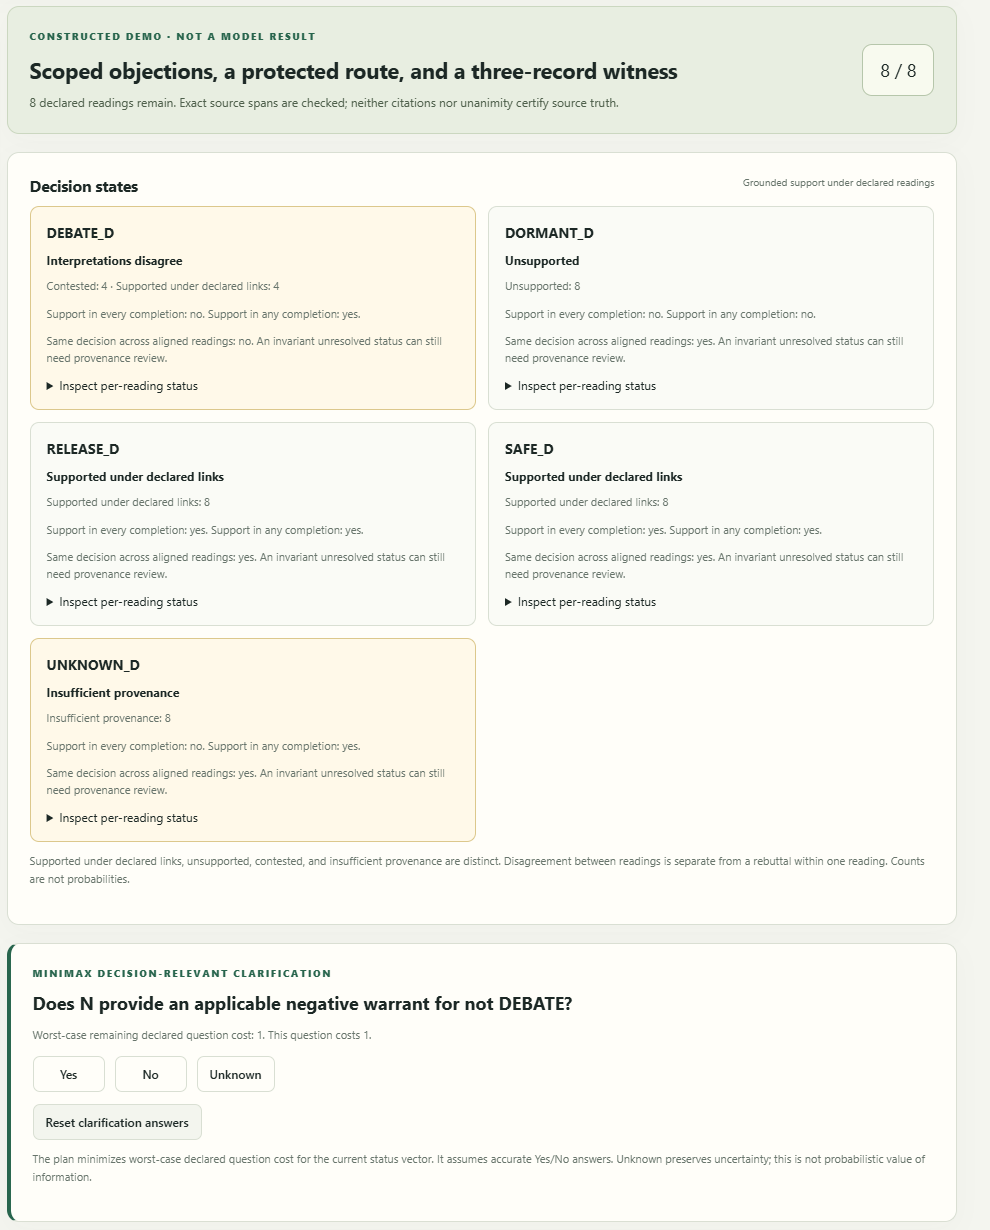 CONSTRUCTED DEMO · NOT A MODEL RESULT
Scoped objections, a protected route, and a three-record witness
8 / 8
8 declared readings remain. Exact source spans are checked; neither citations nor unanimity certify source truth.
Decision states
Grounded support under declared readings
DEBATE_D
Interpretations disagree
Contested: 4 · Supported under declared links: 4
Support in every completion: no. Support in any completion: yes.
Same decision across aligned readings: no. An invariant unresolved status can still
need provenance review.
▶ Inspect per-reading status
DORMANT_D
Unsupported
Unsupported: 8
Support in every completion: no. Support in any completion: no.
Same decision across aligned readings: yes. An invariant unresolved status can still
need provenance review.
▶ Inspect per-reading status
RELEASE_D
Supported under declared links
Supported under declared links: 8
Support in every completion: yes. Support in any completion: yes.
Same decision across aligned readings: yes. An invariant unresolved status can still
need provenance review.
▶ Inspect per-reading status
SAFE_D
Supported under declared links
Supported under declared links: 8
Support in every completion: yes. Support in any completion: yes.
Same decision across aligned readings: yes. An invariant unresolved status can still
need provenance review.
▶ Inspect per-reading status
UNKNOWN_D
Insufficient provenance
Insufficient provenance: 8
Support in every completion: no. Support in any completion: yes.
Same decision across aligned readings: yes. An invariant unresolved status can still
need provenance review.
▶ Inspect per-reading status
Supported under declared links, unsupported, contested, and insufficient provenance are distinct. Disagreement between readings is separate from a rebuttal within one reading. Counts
are not probabilities.
MINIMAX DECISION-RELEVANT CLARIFICATION
Does N provide an applicable negative warrant for not DEBATE?
Worst-case remaining declared question cost: 1. This question costs 1.
Yes
No
Unknown
Reset clarification answers
The plan minimizes worst-case declared question cost for the current status vector. It assumes accurate Yes/No answers. Unknown preserves uncertainty; this is not probabilistic value of
information.